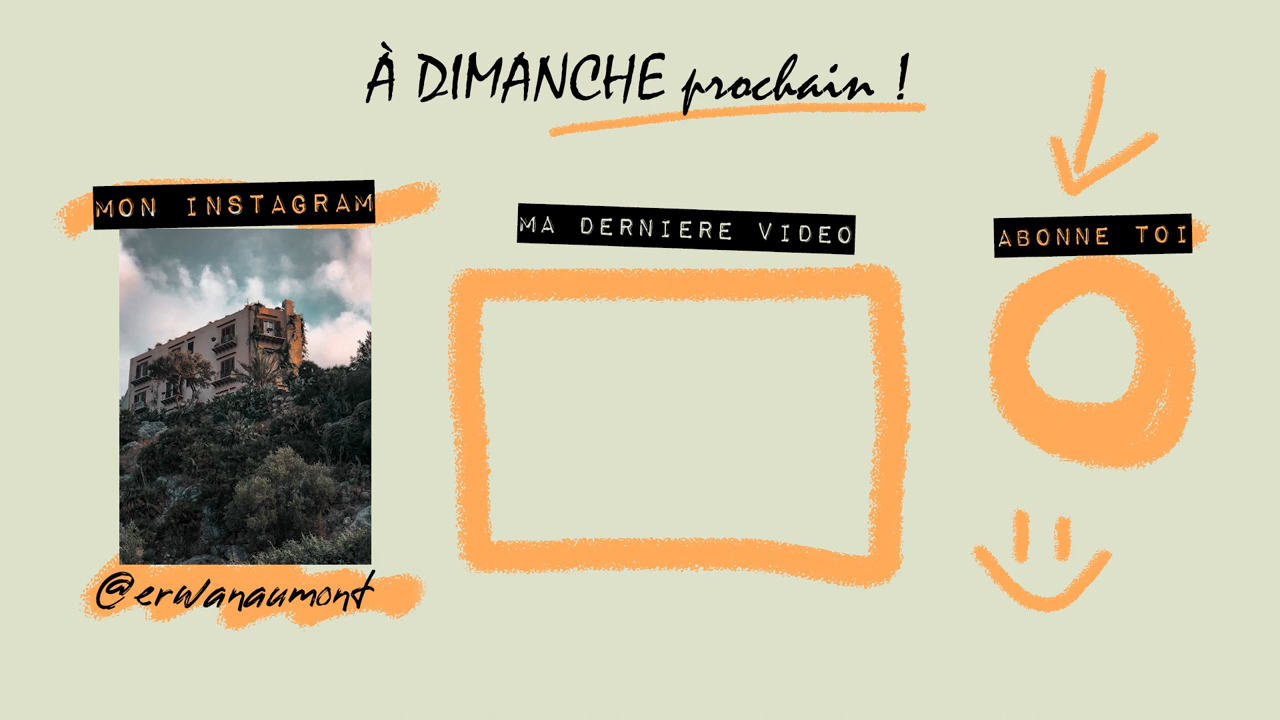 À DIMANCHE prochain !
MON INSTAGRAM
MA DERNIERE VIDEO
ABONNE TOI
@erwanaumont